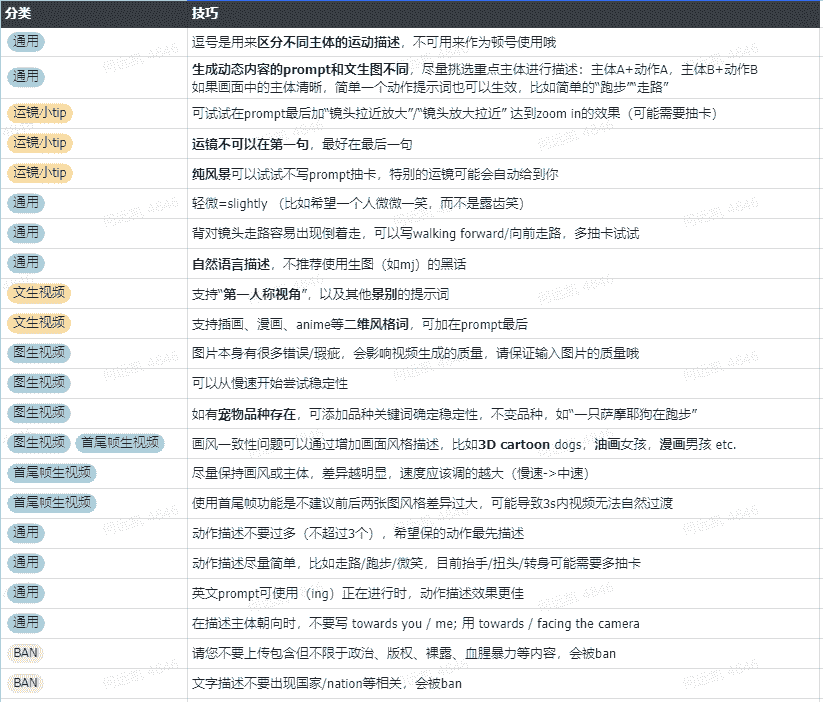 分类 技巧
通用 逗号是用来区分不同主体的运动描述，不可用来作为顿号使用哦
通用 生成动态内容的prompt和文生图不同，尽量挑选重点主体进行描述：主体A+动作A，主体B+动作B
如果画面中的主体清晰，简单一个动作提示词也可以生效，比如简单的“跑步”“走路”
运镜小tip 可试试在prompt最后加“镜头拉近放大”/“镜头放大拉近” 达到zoom in的效果（可能需要抽卡）
运镜小tip 运镜不可以在第一句，最好在最后一句
运镜小tip 纯风景可以试试不写prompt抽卡，特别的运镜可能会自动给到你
通用 轻微=slightly （比如希望一个人微微一笑，而不是露齿笑）
通用 背对镜头走路容易出现倒着走，可以写walking forward/向前走路，多抽卡试试
通用 自然语言描述，不推荐使用生图（如mj）的黑话
文生视频 支持“第一人称视角”，以及其他景别的提示词
文生视频 支持插画、漫画、anime等二维风格词，可加在prompt最后
图生视频 图片本身有很多错误/瑕疵，会影响视频生成的质量，请保证输入图片的质量哦
图生视频 可以从慢速开始尝试稳定性
图生视频 如有宠物品种存在，可添加品种关键词确定稳定性，不变品种，如“一只萨摩耶狗在跑步”
图生视频 首尾帧生视频 画风一致性问题可以通过增加画面风格描述，比如3D cartoon dogs，油画女孩，漫画男孩 etc.
首尾帧生视频 尽量保持画风或主体，差异越明显，速度应该调的越大（慢速->中速）
首尾帧生视频 使用首尾帧功能是不建议前后两张图风格差异过大，可能导致3s内视频无法自然过渡
通用 动作描述不要过多（不超过3个），希望保的动作最先描述
通用 动作描述尽量简单，比如走路/跑步/微笑，目前抬手/扭头/转身可能需要多抽卡
通用 英文prompt可使用（ing）正在进行时，动作描述效果更佳
通用 在描述主体朝向时，不要写 towards you / me; 用 towards / facing the camera
BAN 请您不要上传包含但不限于政治、版权、裸露、血腥暴力等内容，会被ban
BAN 文字描述不要出现国家/nation等相关，会被ban